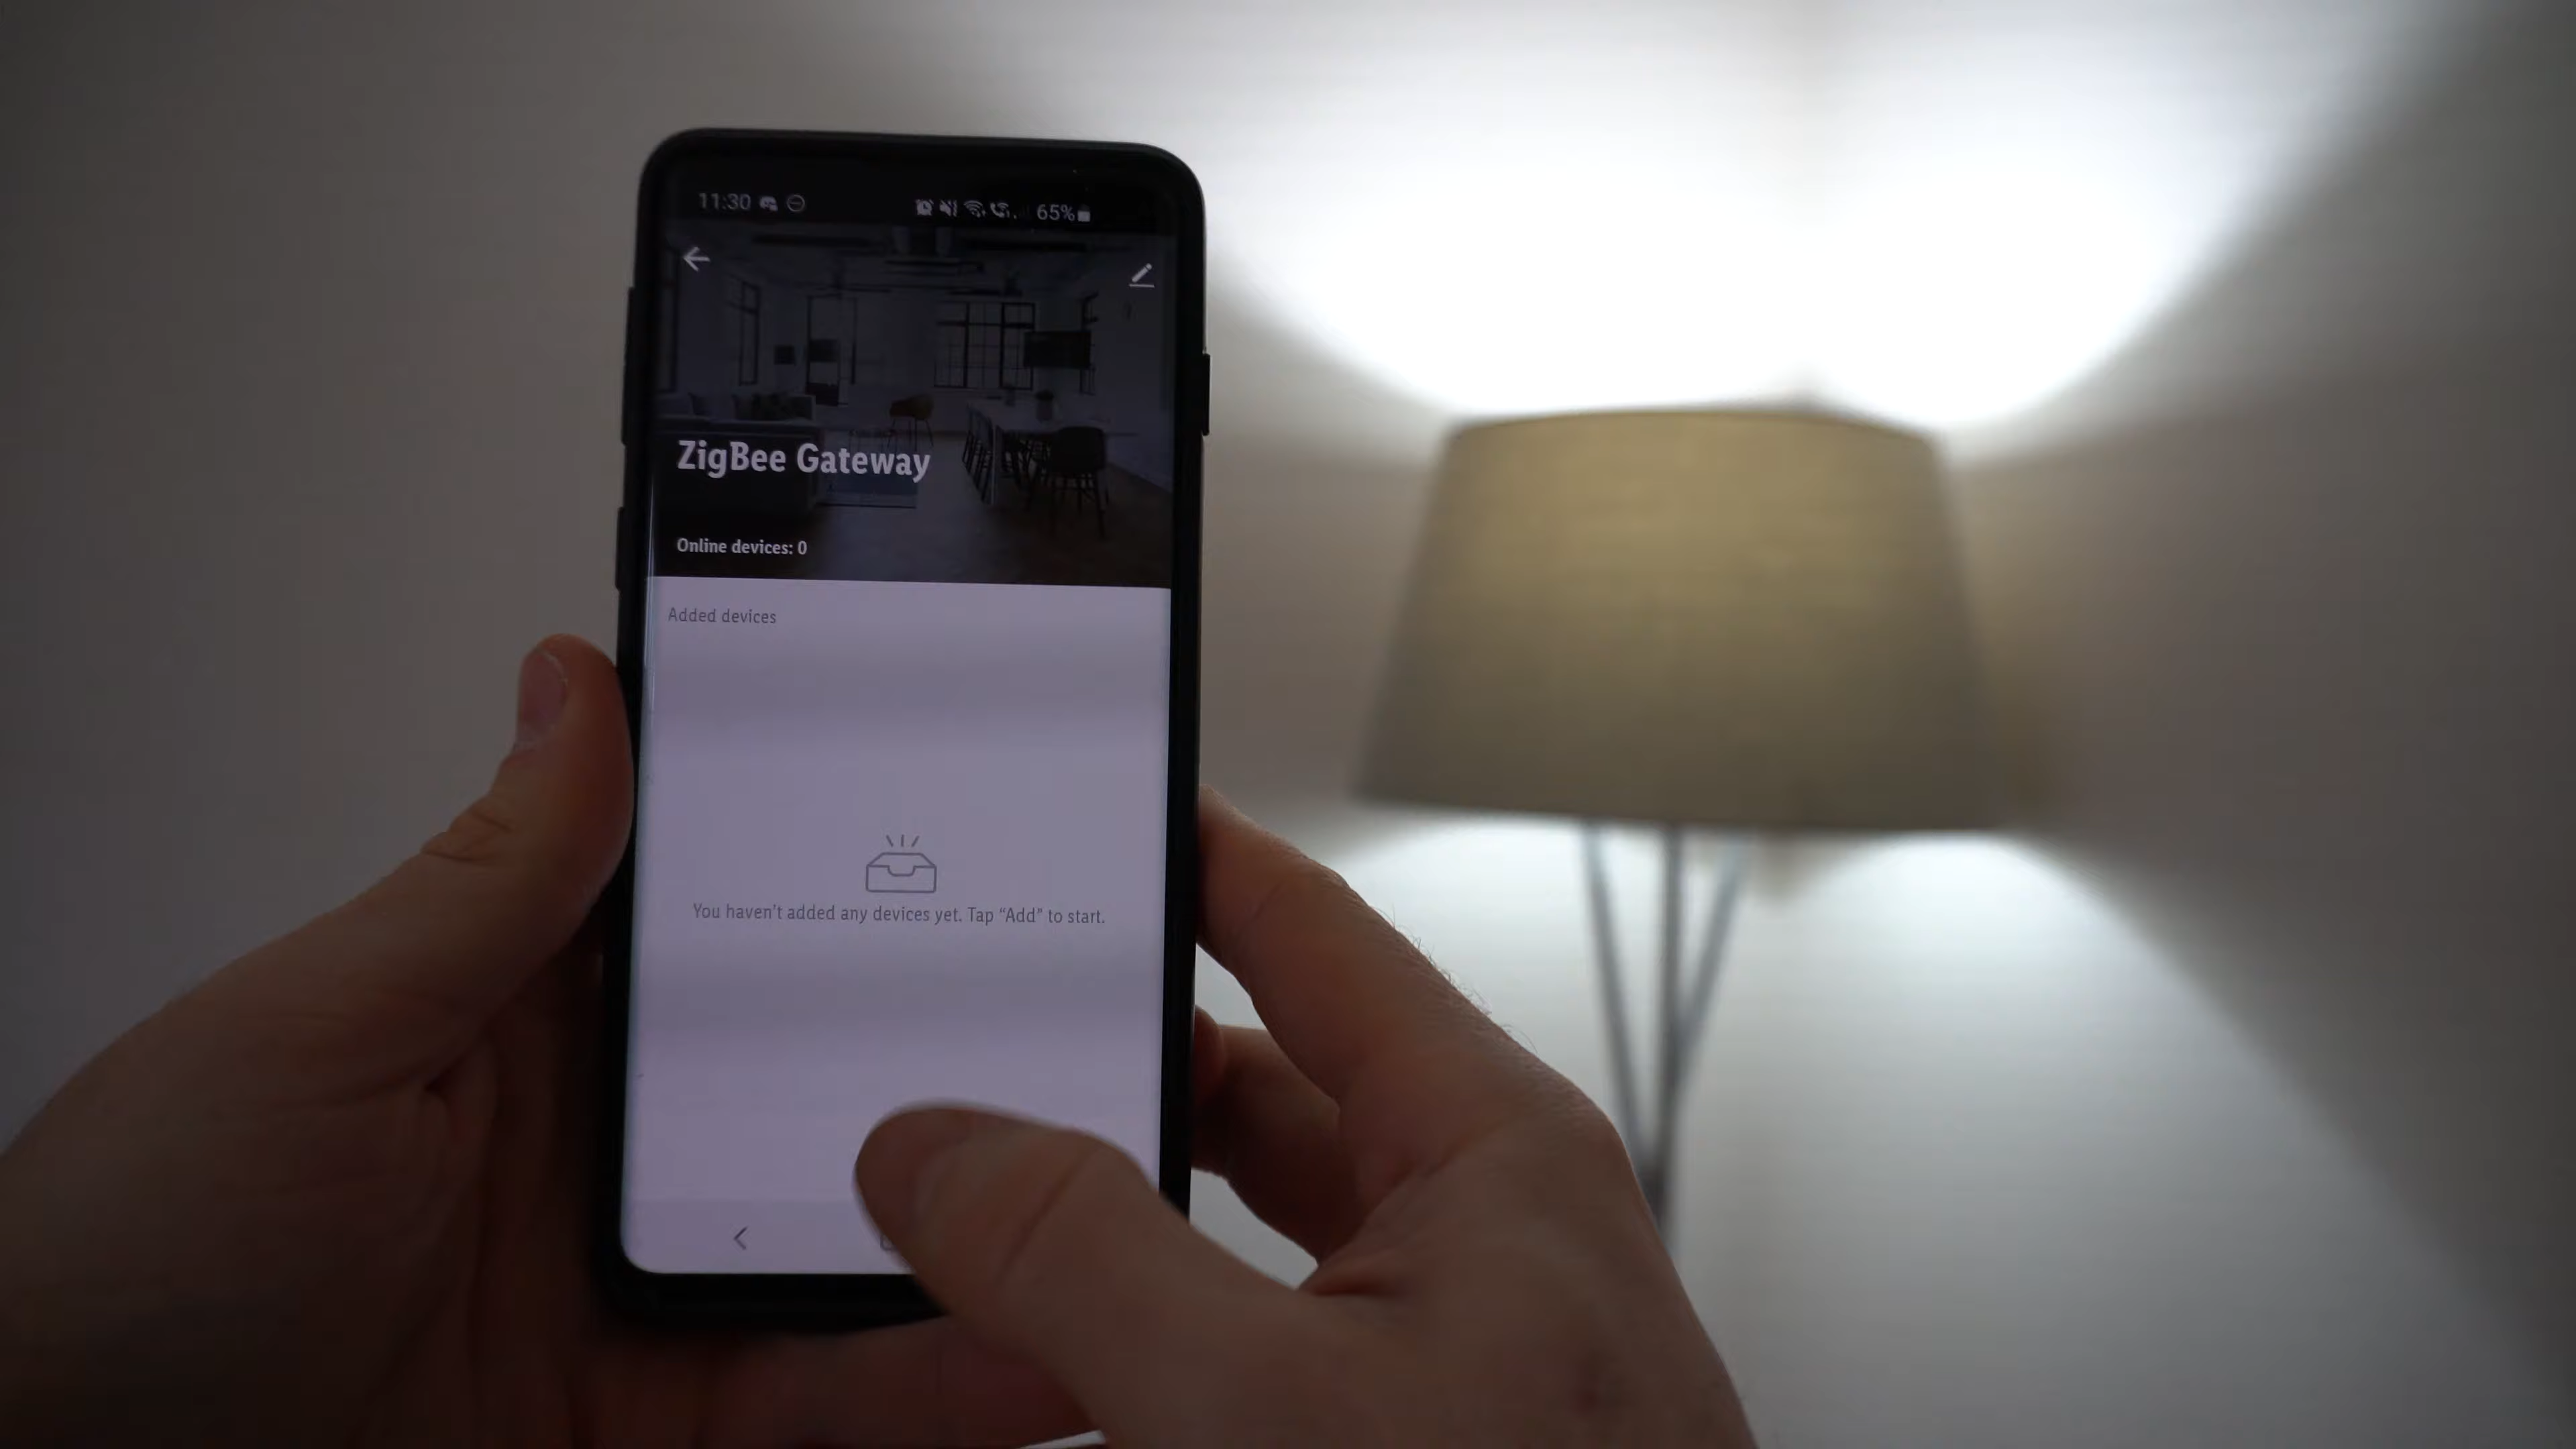 11:30
65%
ZigBee Gateway
Online devices: 0
Added devices
You haven't added any devices yet. Tap “Add” to start.